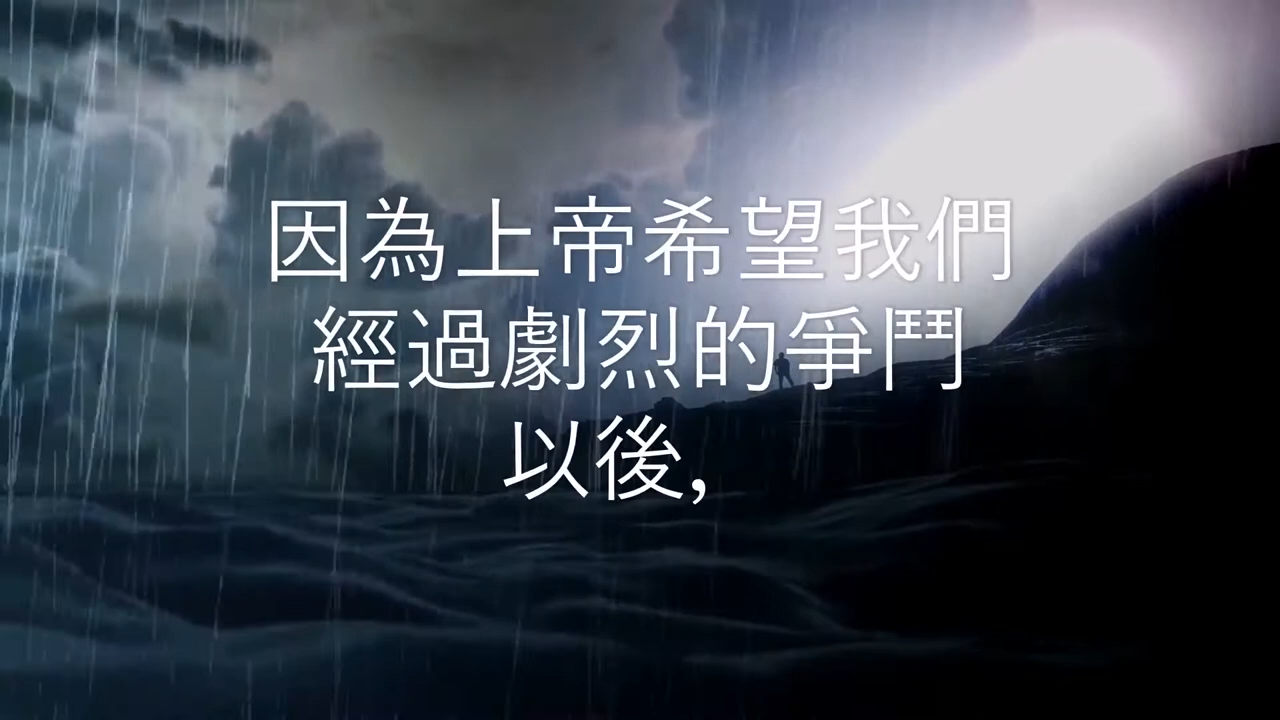 因為上帝希望我們
經過劇烈的爭鬥
以後,